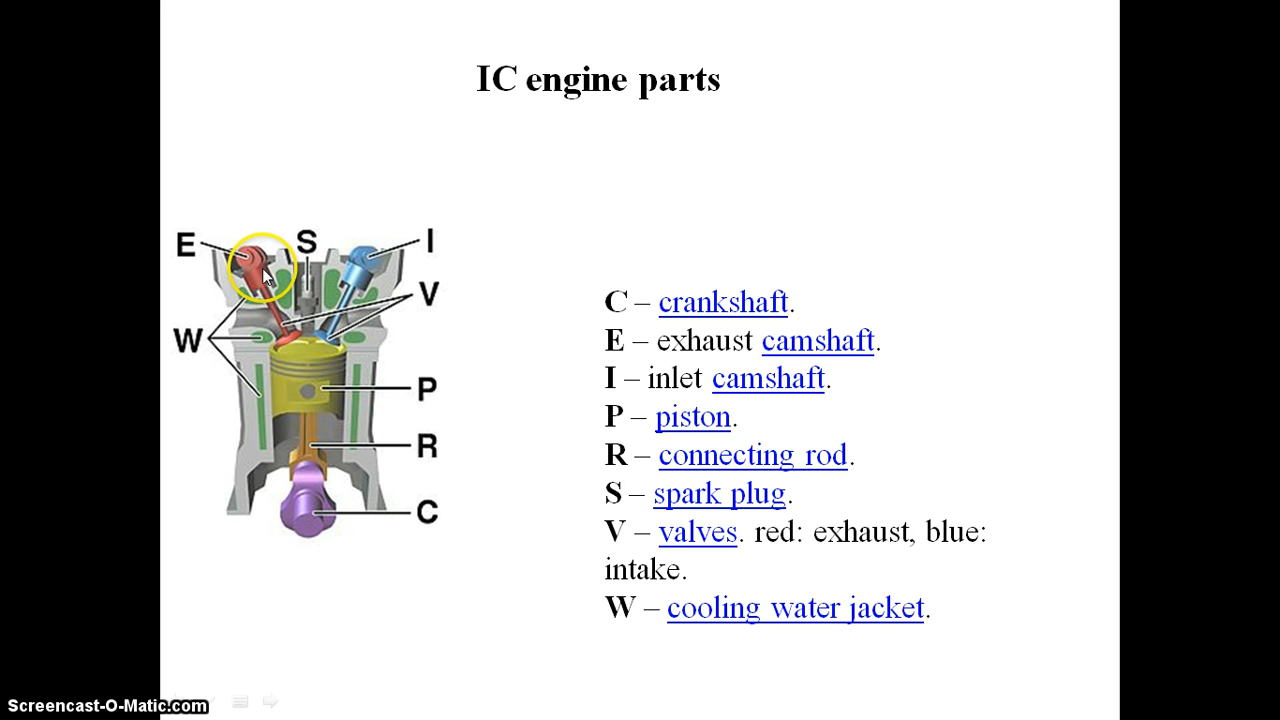 IC engine parts
E
S
I
V
W
P
R
C
C – crankshaft.
E – exhaust camshaft.
I – inlet camshaft.
P – piston.
R – connecting rod.
S – spark plug.
V – valves. red: exhaust, blue:
intake.
W – cooling water jacket.
Screencast-O-Matic.com